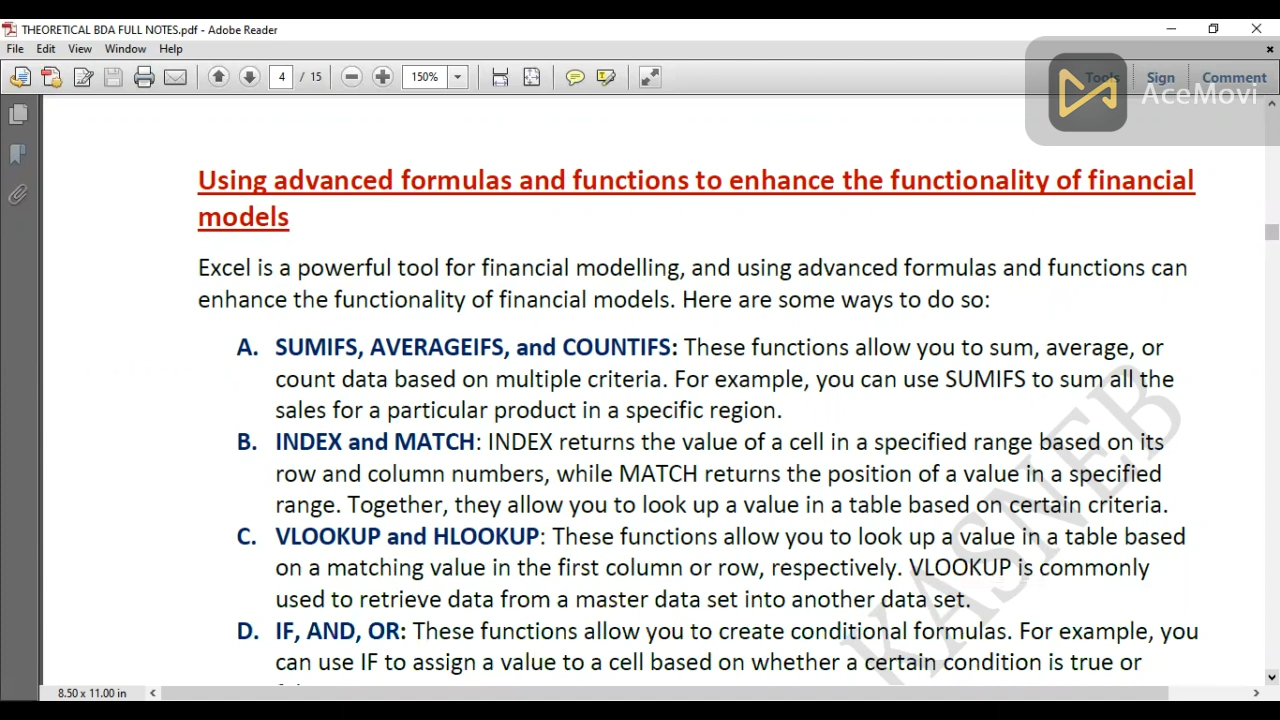 THEORETICAL BDA FULL NOTES.pdf - Adobe Reader
File Edit View Window Help
4 / 15 150% Tools Sign Comment
AceMovi
Using advanced formulas and functions to enhance the functionality of financial
models
Excel is a powerful tool for financial modelling, and using advanced formulas and functions can
enhance the functionality of financial models. Here are some ways to do so:
A. SUMIFS, AVERAGEIFS, and COUNTIFS: These functions allow you to sum, average, or
count data based on multiple criteria. For example, you can use SUMIFS to sum all the
sales for a particular product in a specific region.
B. INDEX and MATCH: INDEX returns the value of a cell in a specified range based on its
row and column numbers, while MATCH returns the position of a value in a specified
range. Together, they allow you to look up a value in a table based on certain criteria.
C. VLOOKUP and HLOOKUP: These functions allow you to look up a value in a table based
on a matching value in the first column or row, respectively. VLOOKUP is commonly
used to retrieve data from a master data set into another data set.
D. IF, AND, OR: These functions allow you to create conditional formulas. For example, you
can use IF to assign a value to a cell based on whether a certain condition is true or
KASNEB
8.50 x 11.00 in